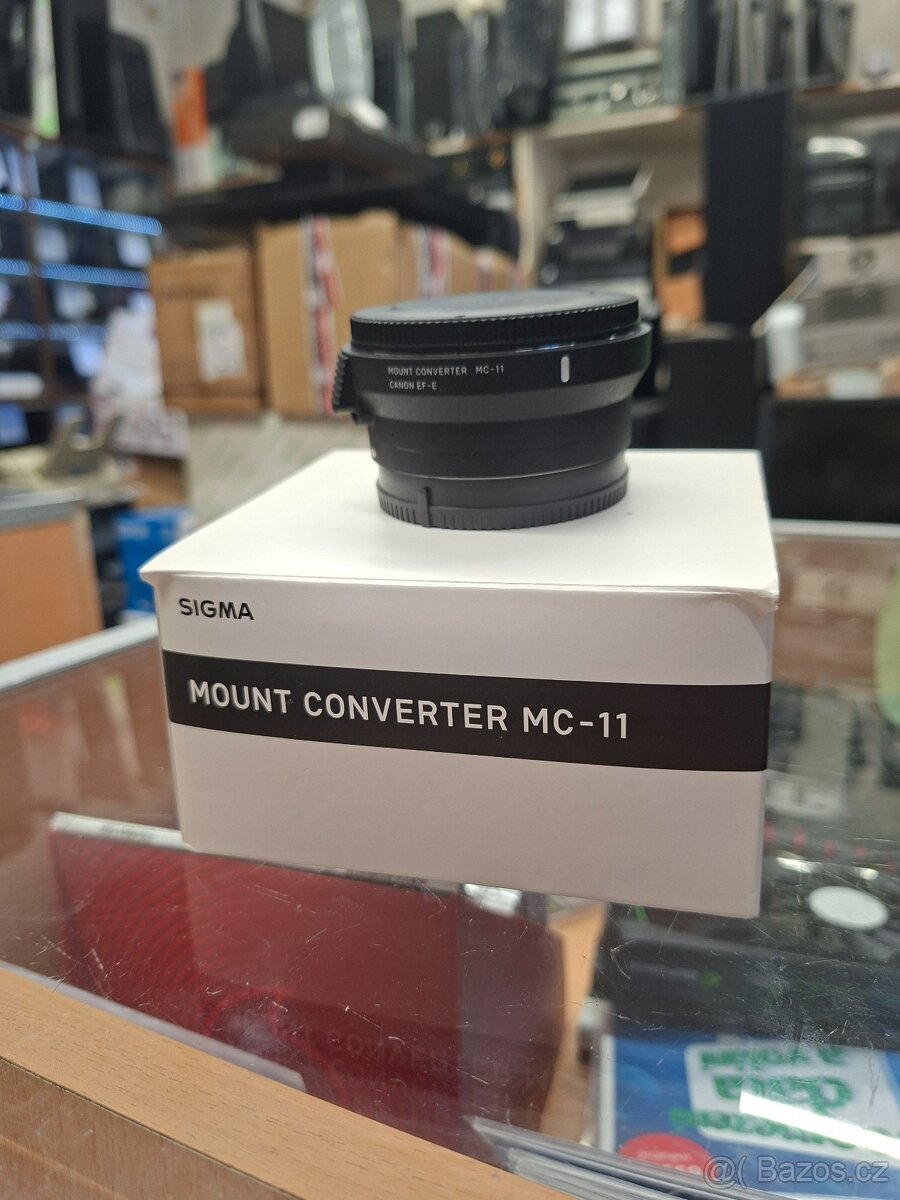 MOUNT CONVERTER MC-11
CANON EF-E
SIGMA
MOUNT CONVERTER MC-11
@( Bazos.cz